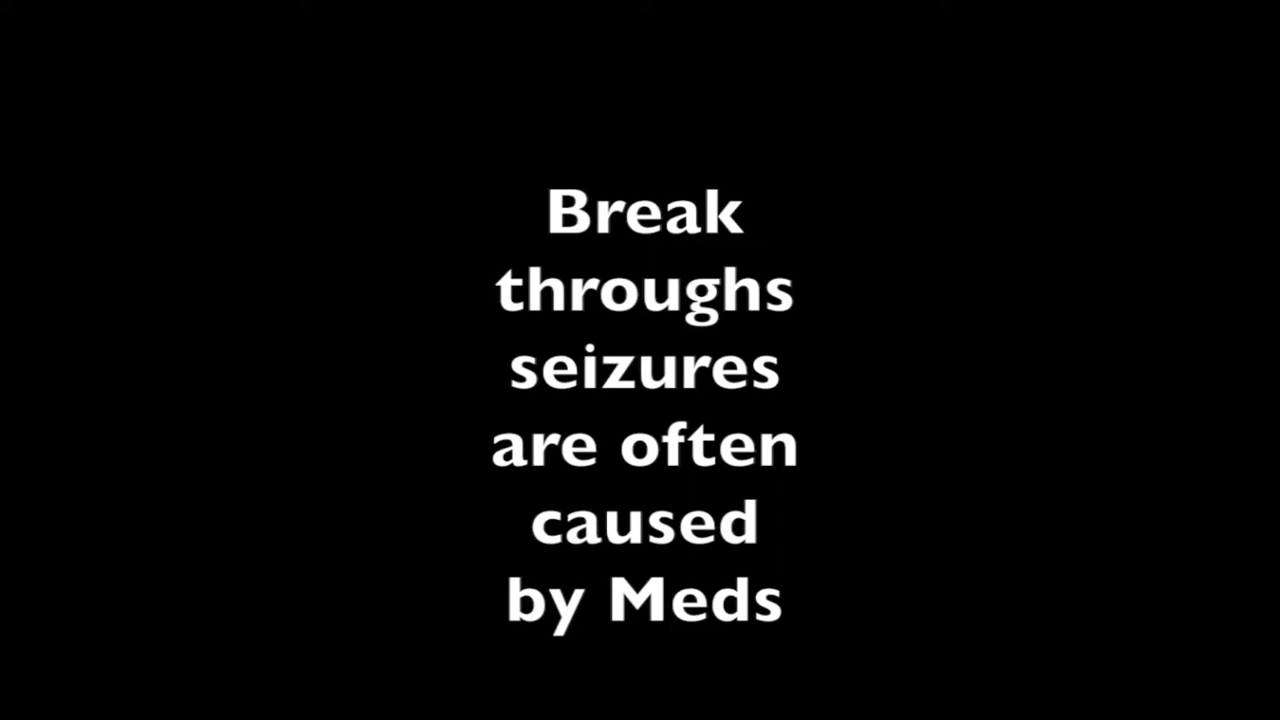 Break
throughs
seizures
are often
caused
by Meds